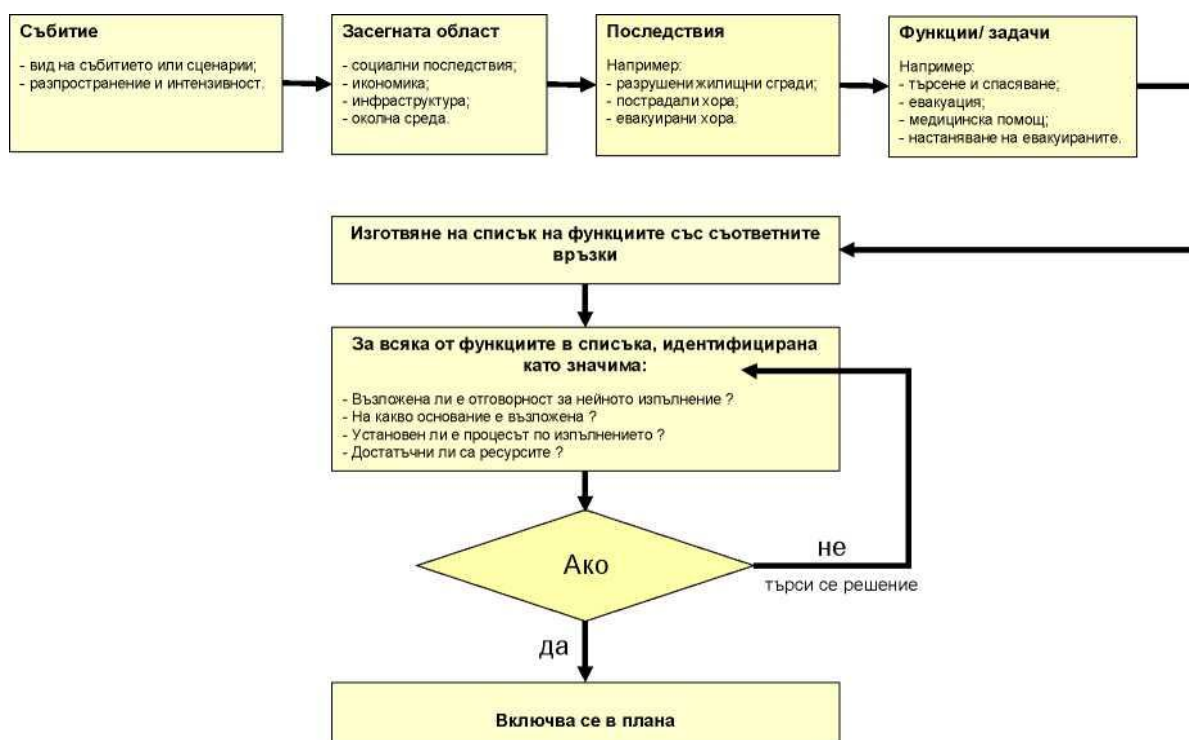 Събитие
- вид на събитието или сценарии;
- разпространение и интензивност.
Засегната област
- социални последствия;
- икономика;
- инфраструктура;
- околна среда.
Последствия
Например:
- разрушени жилищни сгради;
- пострадали хора;
- евакуирани хора.
Функции/ задачи
Например:
- търсене и спасяване;
- евакуация;
- медицинска помощ;
- настаняване на евакуираните.
Изготвяне на списък на функциите със съответните
връзки
За всяка от функциите в списъка, идентифицирана
като значима:
- Възложена ли е отговорност за нейното изпълнение ?
- На какво основание е възложена ?
- Установен ли е процесът по изпълнението ?
- Достатъчни ли са ресурсите ?
Ако
не
търси се решение
да
Включва се в плана